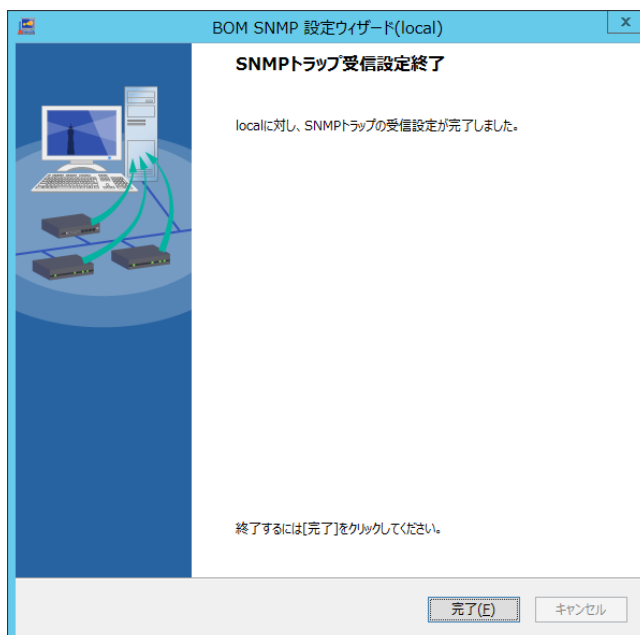 BOM SNMP 設定ウィザード(local)
SNMPトラップ受信設定終了
localに対し、SNMPトラップの受信設定が完了しました。
終了するには[完了]をクリックしてください。
完了(F)
キャンセル